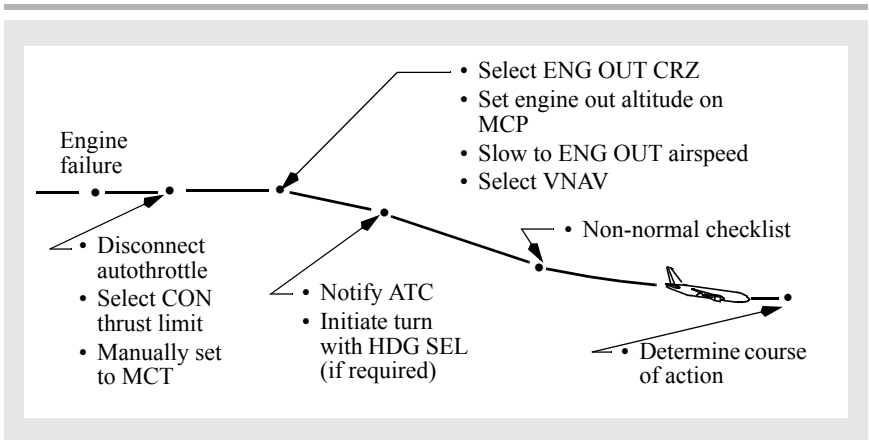 Engine
failure
• Disconnect
autothrottle
• Select CON
thrust limit
• Manually set
to MCT
• Select ENG OUT CRZ
• Set engine out altitude on
MCP
• Slow to ENG OUT airspeed
• Select VNAV
• Notify ATC
• Initiate turn
with HDG SEL
(if required)
• Non-normal checklist
• Determine course
of action